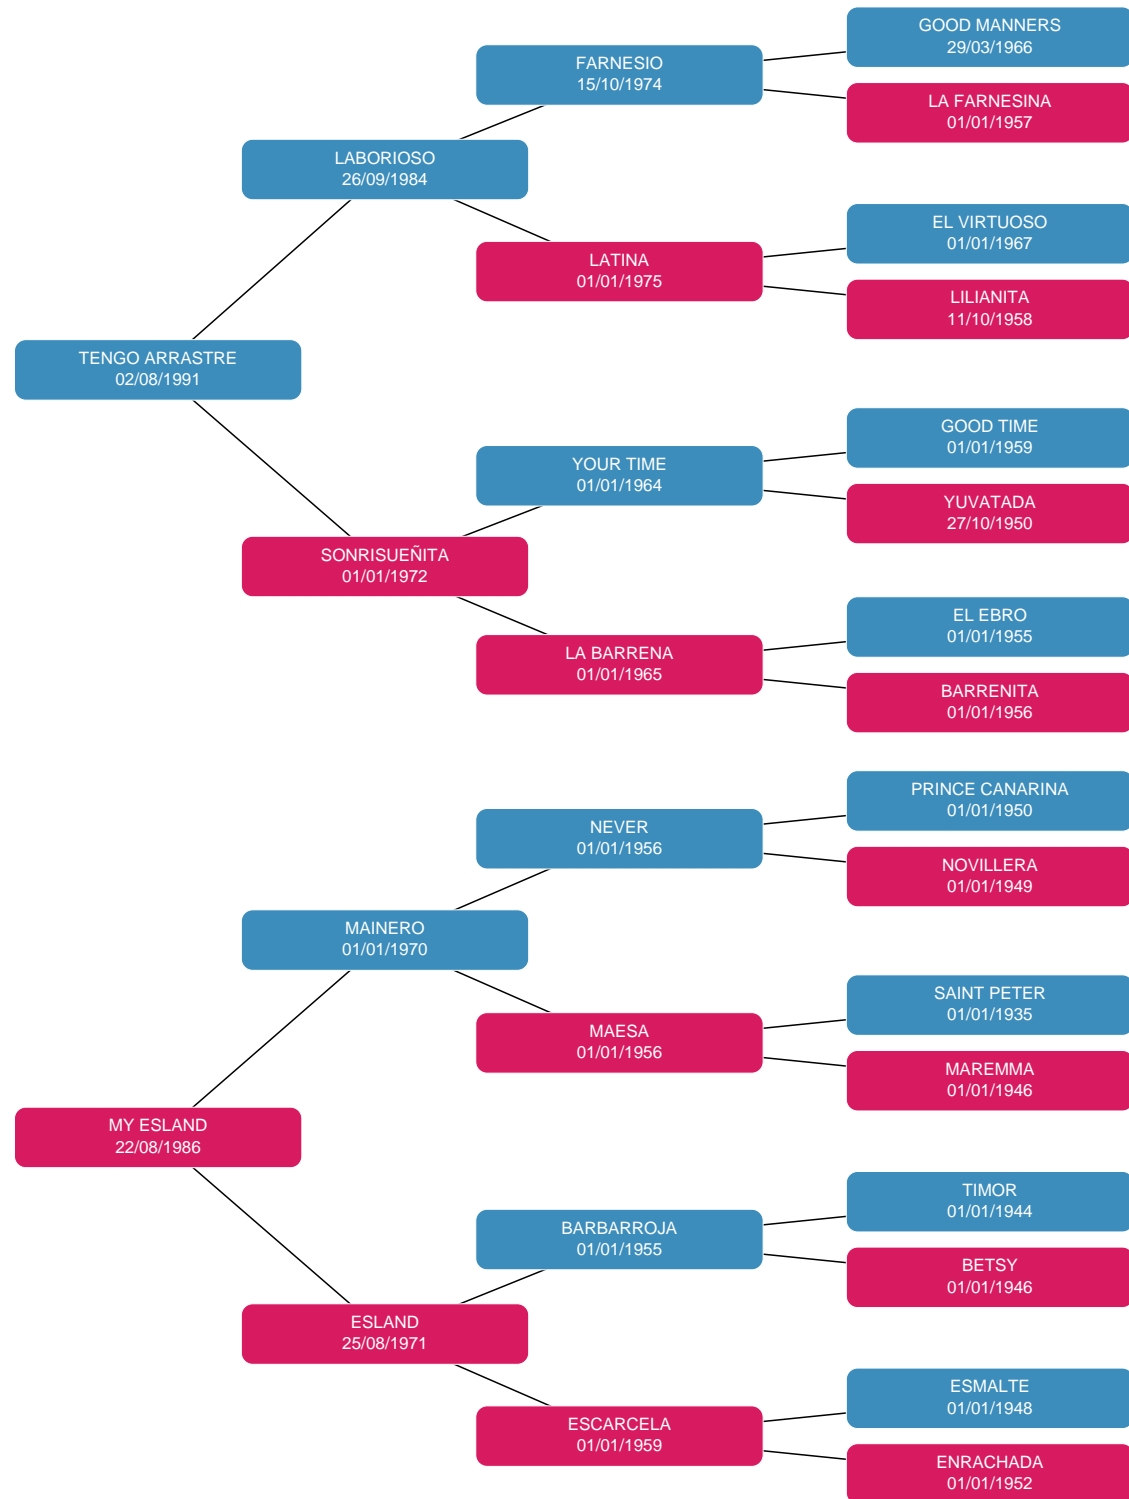 GOOD MANNERS
29/03/1966
FARNESIO
15/10/1974
LA FARNESINA
01/01/1957
LABORIOSO
26/09/1984
EL VIRTUOSO
01/01/1967
LATINA
01/01/1975
LILIANITA
11/10/1958
TENGO ARRASTRE
02/08/1991
GOOD TIME
01/01/1959
YOUR TIME
01/01/1964
YUVATADA
27/10/1950
SONRISUEÑITA
01/01/1972
EL EBRO
01/01/1955
LA BARRENA
01/01/1965
BARRENITA
01/01/1956
PRINCE CANARINA
01/01/1950
NEVER
01/01/1956
NOVILLERA
01/01/1949
MAINERO
01/01/1970
SAINT PETER
01/01/1935
MAESA
01/01/1956
MAREMMA
01/01/1946
MY ESLAND
22/08/1986
TIMOR
01/01/1944
BARBARROJA
01/01/1955
BETSY
01/01/1946
ESLAND
25/08/1971
ESMALTE
01/01/1948
ESCARCELA
01/01/1959
ENRACHADA
01/01/1952